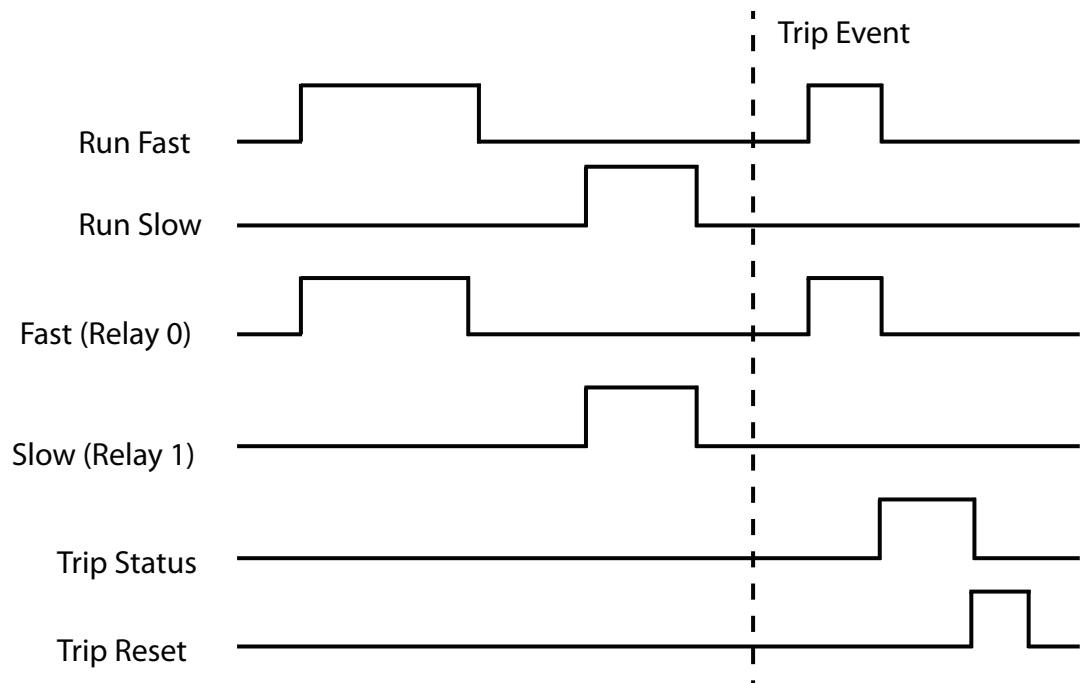 Trip Event
Run Fast
Run Slow
Fast (Relay 0)
Slow (Relay 1)
Trip Status
Trip Reset